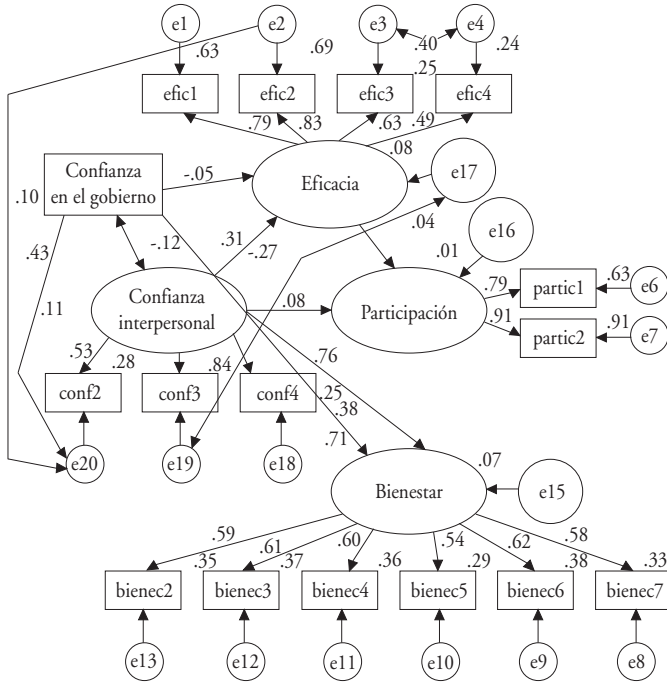 e1
e2
e3
e4
.63
.69
.40
.24
.25
efic1
efic2
efic3
efic4
.79
.83
.63
.49
.08
Confianza
en el gobierno
-.05
Eficacia
e17
.10
.04
.43
-.12
.31
-.27
.01
e16
.11
Confianza
interpersonal
.08
Participación
.79
partic1
.63
e6
.91
partic2
.91
e7
.53
.28
.84
.76
conf2
conf3
conf4
.25
.38
.71
e20
e19
e18
Bienestar
.07
e15
.59
.35
.61
.37
.60
.36
.54
.29
.62
.38
.58
.33
bienec2
bienec3
bienec4
bienec5
bienec6
bienec7
e13
e12
e11
e10
e9
e8